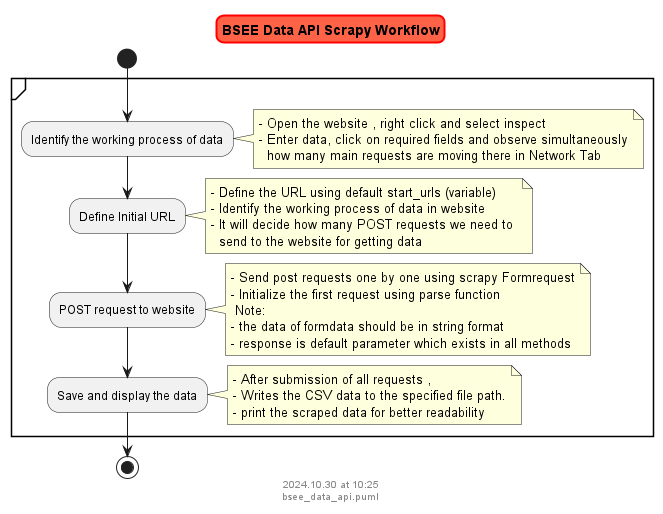 BSEE Data API Scrapy Workflow
Identify the working process of data
- Open the website , right click and select inspect
- Enter data, click on required fields and observe simultaneously
how many main requests are moving there in Network Tab
Define Initial URL
- Define the URL using default start_urls (variable)
- Identify the working process of data in website
- It will decide how many POST requests we need to
send to the website for getting data
POST request to website
- Send post requests one by one using scrapy Formrequest
- Initialize the first request using parse function
Note:
- the data of formdata should be in string format
- response is default parameter which exists in all methods
Save and display the data
- After submission of all requests ,
- Writes the CSV data to the specified file path.
- print the scraped data for better readability
2024.10.30 at 10:25
bsee_data_api.puml